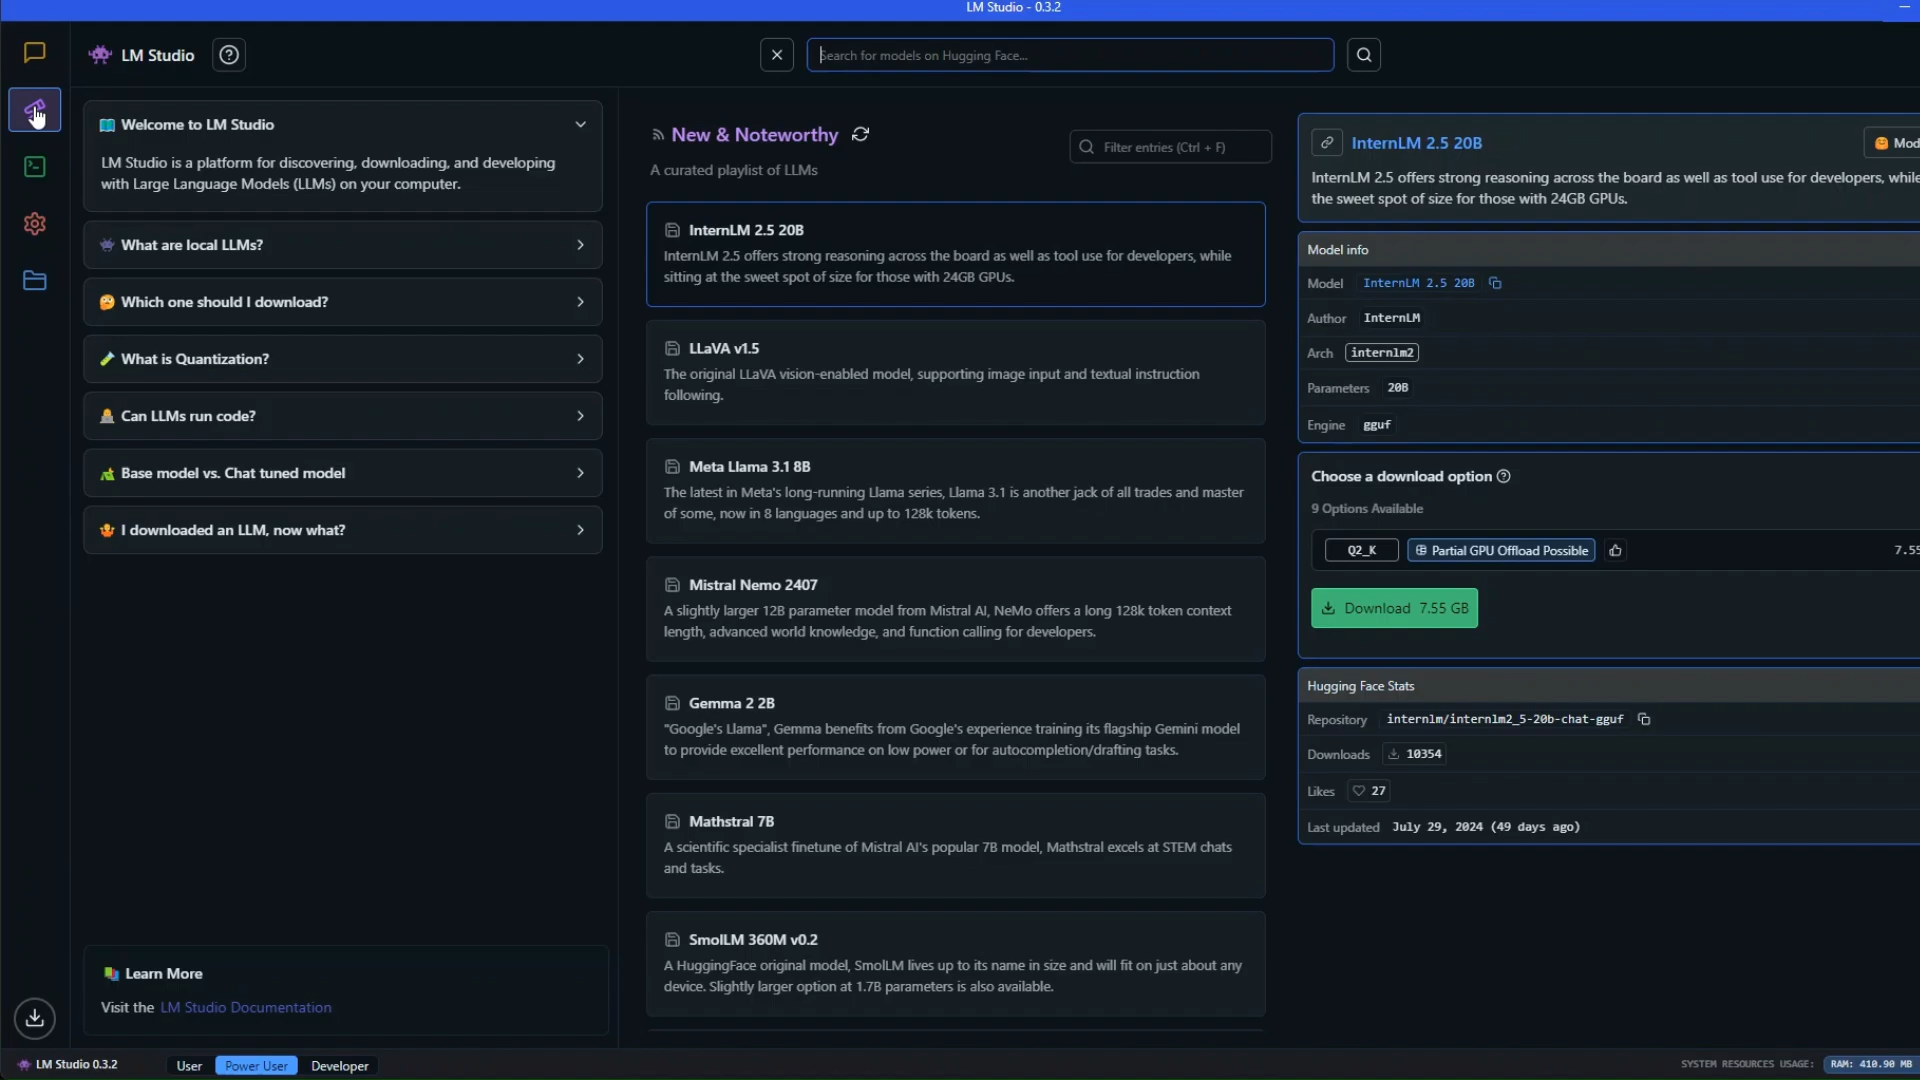 LM Studio - 0.3.2
LM Studio
Search for models on Hugging Face...
Welcome to LM Studio
LM Studio is a platform for discovering, downloading, and developing
with Large Language Models (LLMs) on your computer.
What are local LLMs?
Which one should I download?
What is Quantization?
Can LLMs run code?
Base model vs. Chat tuned model
I downloaded an LLM, now what?
Learn More
Visit the LM Studio Documentation
New & Noteworthy
Filter entries (Ctrl + F)
A curated playlist of LLMs
InternLM 2.5 20B
InternLM 2.5 offers strong reasoning across the board as well as tool use for developers, while
sitting at the sweet spot of size for those with 24GB GPUs.
LLaVA v1.5
The original LLaVA vision-enabled model, supporting image input and textual instruction
following.
Meta Llama 3.1 8B
The latest in Meta's long-running Llama series, Llama 3.1 is another jack of all trades and master
of some, now in 8 languages and up to 128k tokens.
Mistral Nemo 2407
A slightly larger 12B parameter model from Mistral AI, NeMo offers a long 128k token context
length, advanced world knowledge, and function calling for developers.
Gemma 2 2B
"Google's Llama", Gemma benefits from Google's experience training its flagship Gemini model
to provide excellent performance on low power or for autocompletion/drafting tasks.
Mathstral 7B
A scientific specialist finetune of Mistral AI's popular 7B model, Mathstral excels at STEM chats
and tasks.
SmolLM 360M v0.2
A HuggingFace original model, SmolLM lives up to its name in size and will fit on just about any
device. Slightly larger option at 1.7B parameters is also available.
InternLM 2.5 20B
Mod
InternLM 2.5 offers strong reasoning across the board as well as tool use for developers, while
the sweet spot of size for those with 24GB GPUs.
Model info
Model InternLM 2.5 20B
Author InternLM
Arch internlm2
Parameters 20B
Engine gguf
Choose a download option
9 Options Available
Q2_K Partial GPU Offload Possible 7.55
Download 7.55 GB
Hugging Face Stats
Repository internlm/internlm2_5-20b-chat-gguf
Downloads 10354
Likes 27
Last updated July 29, 2024 (49 days ago)
LM Studio 0.3.2 User Power User Developer
SYSTEM RESOURCES USAGE: RAM: 410.90 MB